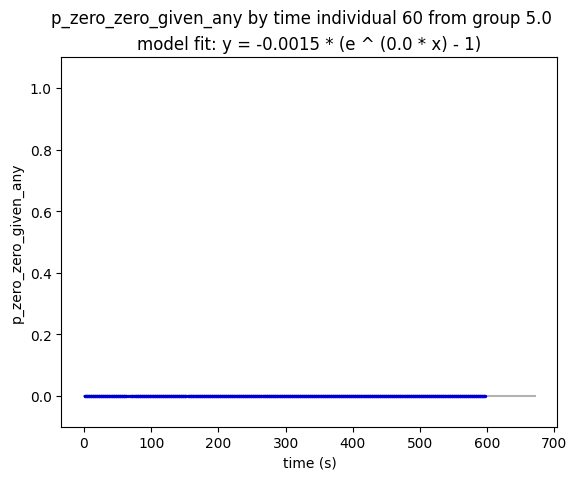 p_zero_zero_given_any by time individual 60 from group 5.0
model fit: y = -0.0015 * (e ^ (0.0 * x) - 1)
1.0
0.8
0.6
0.4
0.2
0.0
p_zero_zero_given_any
0 100 200 300 400 500 600 700
time (s)